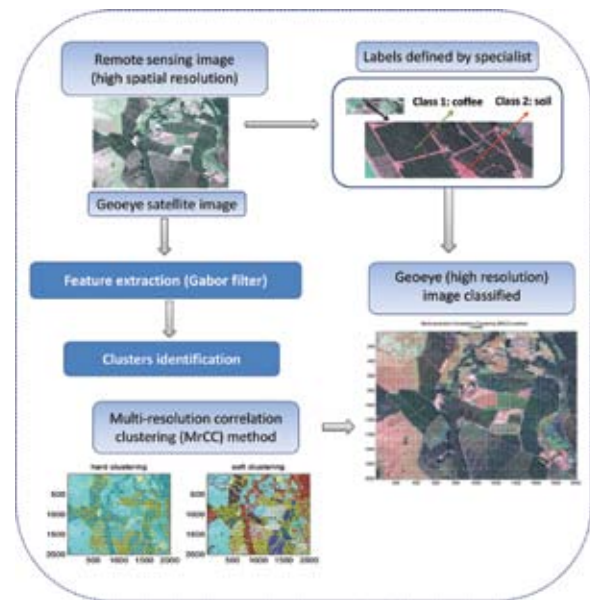 Remote sensing image
(high spatial resolution)
Labels defined by specialist
Class 1: coffee
Class 2: soil
Geoeye satellite image
Feature extraction (Gabor filter)
Geoeye (high resolution)
image classified
Clusters identification
Multi-resolution correlation
clustering (MrCC) method
hard clustering
soft clustering
500
1000
1500
2000
500
1000
1500
2000
500 1000 1500 2000
500 1000 1500 2000